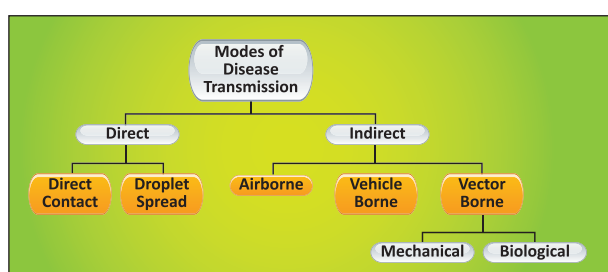 Modes of
Disease
Transmission
Direct
Indirect
Direct
Contact
Droplet
Spread
Airborne
Vehicle
Borne
Vector
Borne
Mechanical
Biological